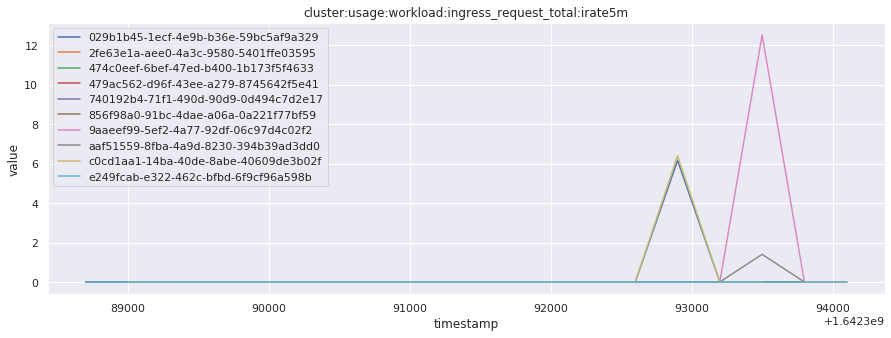 cluster:usage:workload:ingress_request_total:irate5m
029b1b45-1ecf-4e9b-b36e-59bc5af9a329
2fe63e1a-aee0-4a3c-9580-5401ffe03595
474c0eef-6bef-47ed-b400-1b173f5f4633
479ac562-d96f-43ee-a279-8745642f5e41
740192b4-71f1-490d-90d9-0d494c7d2e17
856f98a0-91bc-4dae-a06a-0a221f77bf59
9aaeef99-5ef2-4a77-92df-06c97d4c02f2
aaf51559-8fba-4a9d-8230-394b39ad3dd0
c0cd1aa1-14ba-40de-8abe-40609de3b02f
e249fcab-e322-462c-bfbd-6f9cf96a598b
value
12
10
8
6
4
2
0
89000 90000 91000 92000 93000 94000
timestamp
+1.6423e9